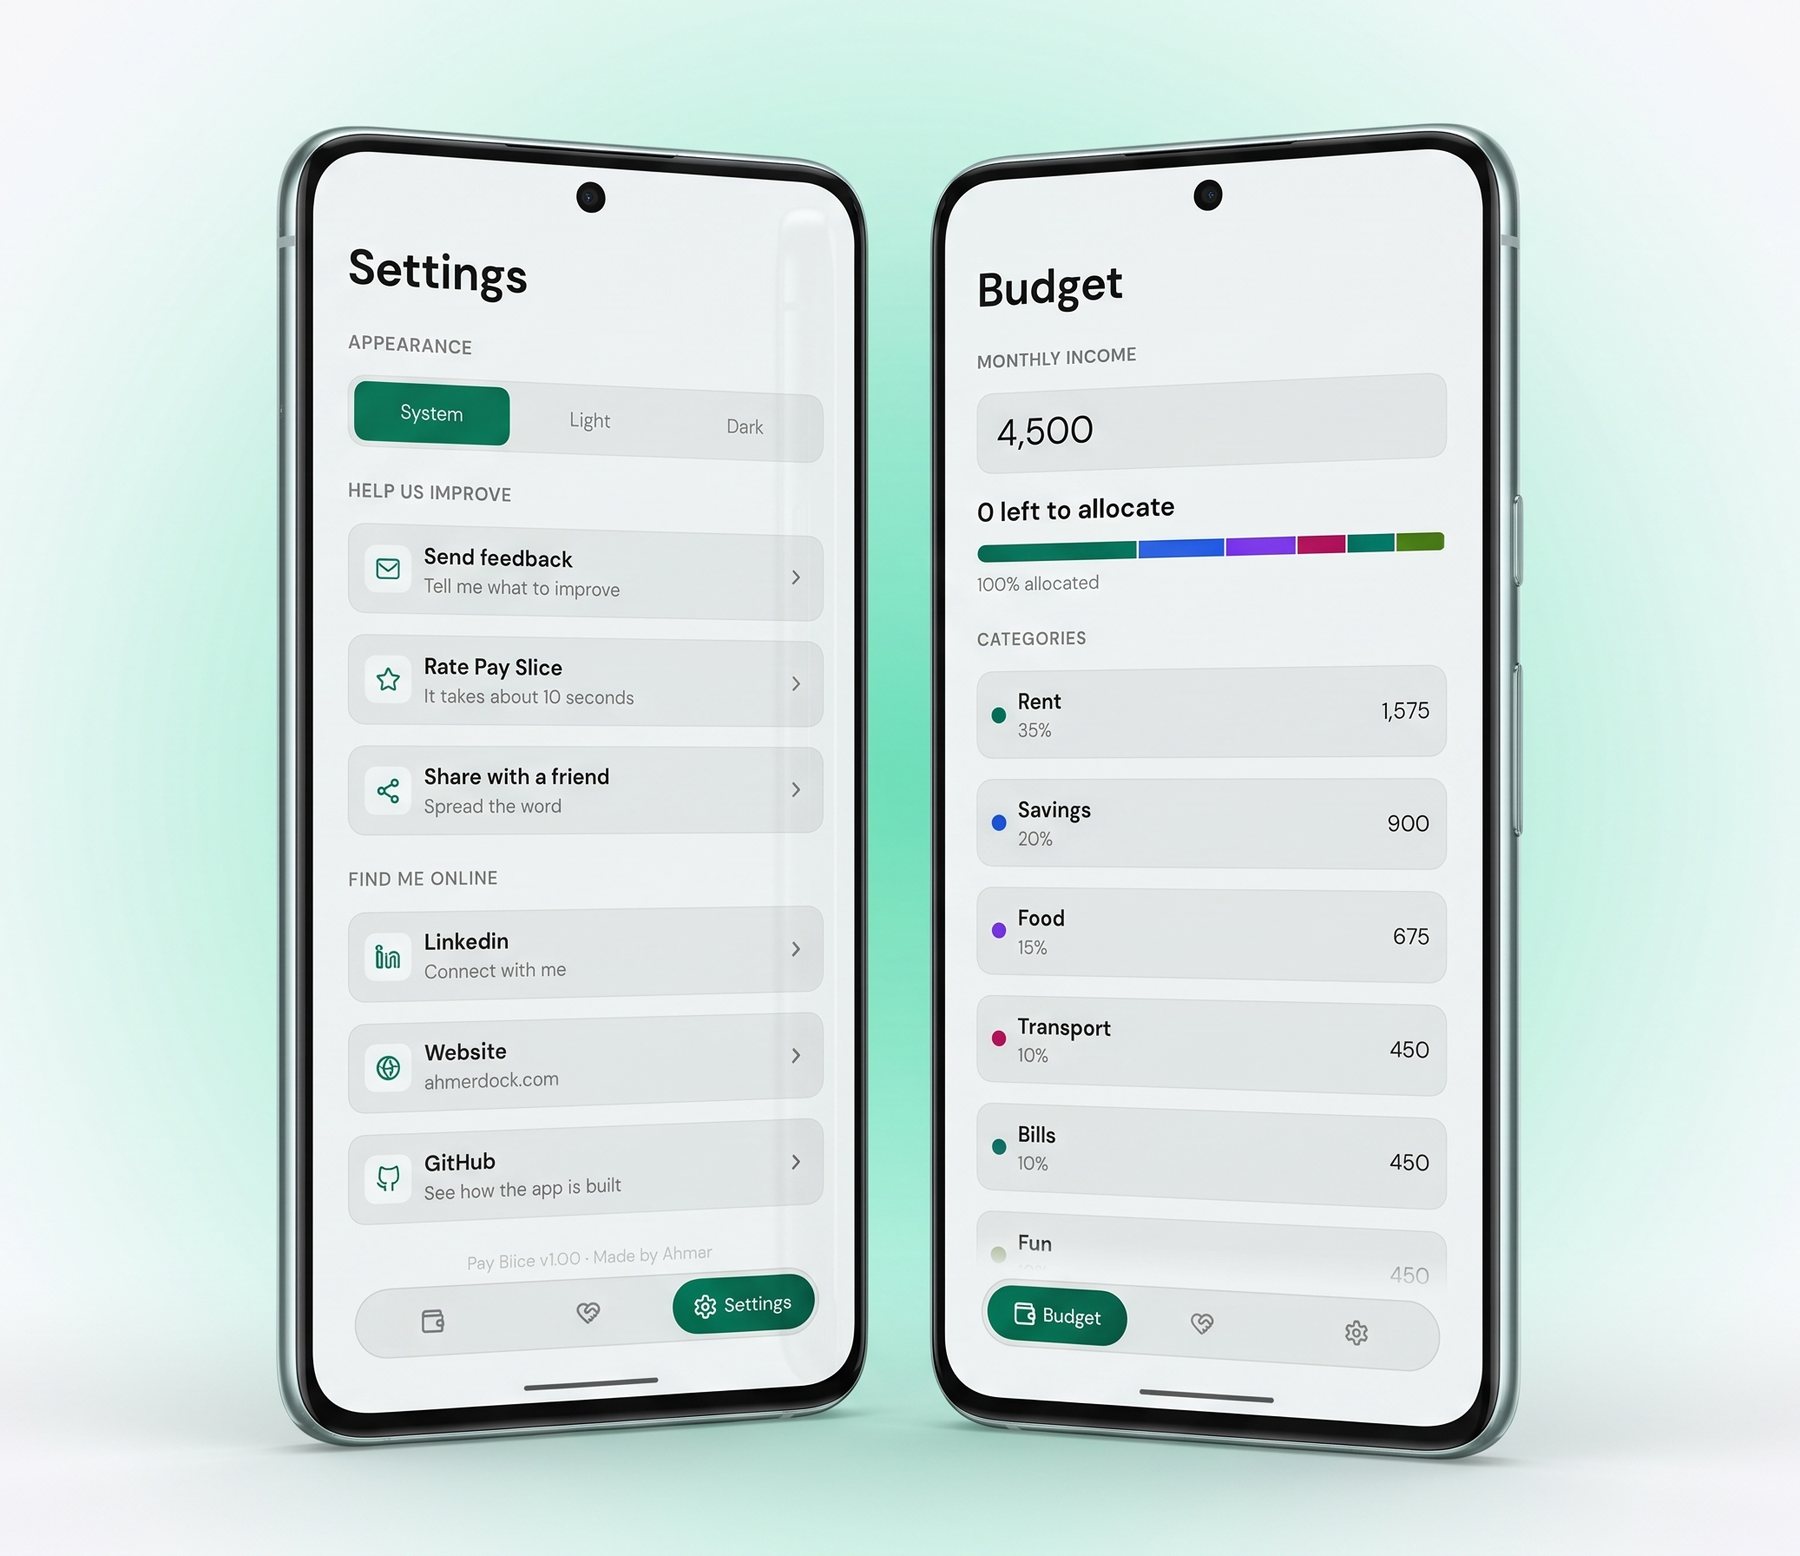 Settings
APPEARANCE
System
Light
Dark
HELP US IMPROVE
Send feedback
Tell me what to improve
Rate Pay Slice
It takes about 10 seconds
Share with a friend
Spread the word
FIND ME ONLINE
Linkedin
Connect with me
Website
ahmerdock.com
GitHub
See how the app is built
Pay Biice v1.00 · Made by Ahmar
Settings
Budget
MONTHLY INCOME
4,500
0 left to allocate
100% allocated
CATEGORIES
Rent
35%
1,575
Savings
20%
900
Food
15%
675
Transport
10%
450
Bills
10%
450
Fun
10%
450
Budget